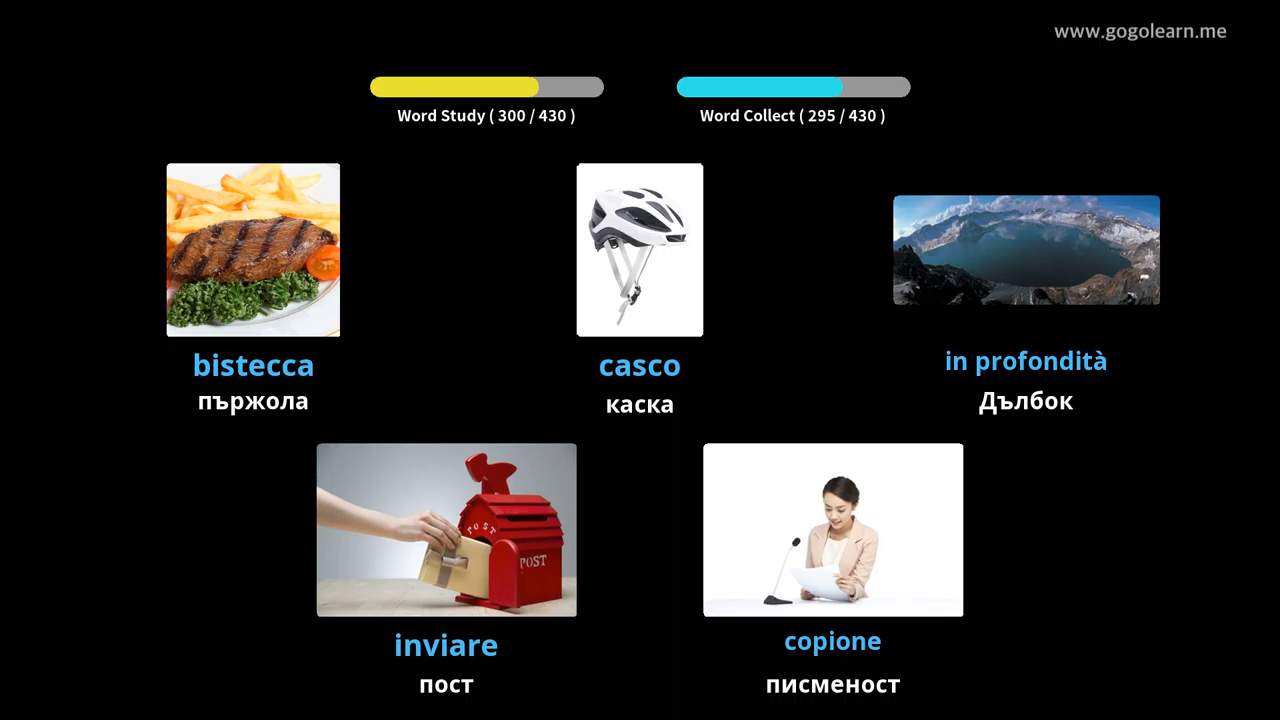 www.gogolearn.me
Word Study ( 300 / 430 )
Word Collect ( 295 / 430 )
bistecca
пържола
casco
каска
in profondità
Дълбок
POST
POST
inviare
пост
copione
писменост